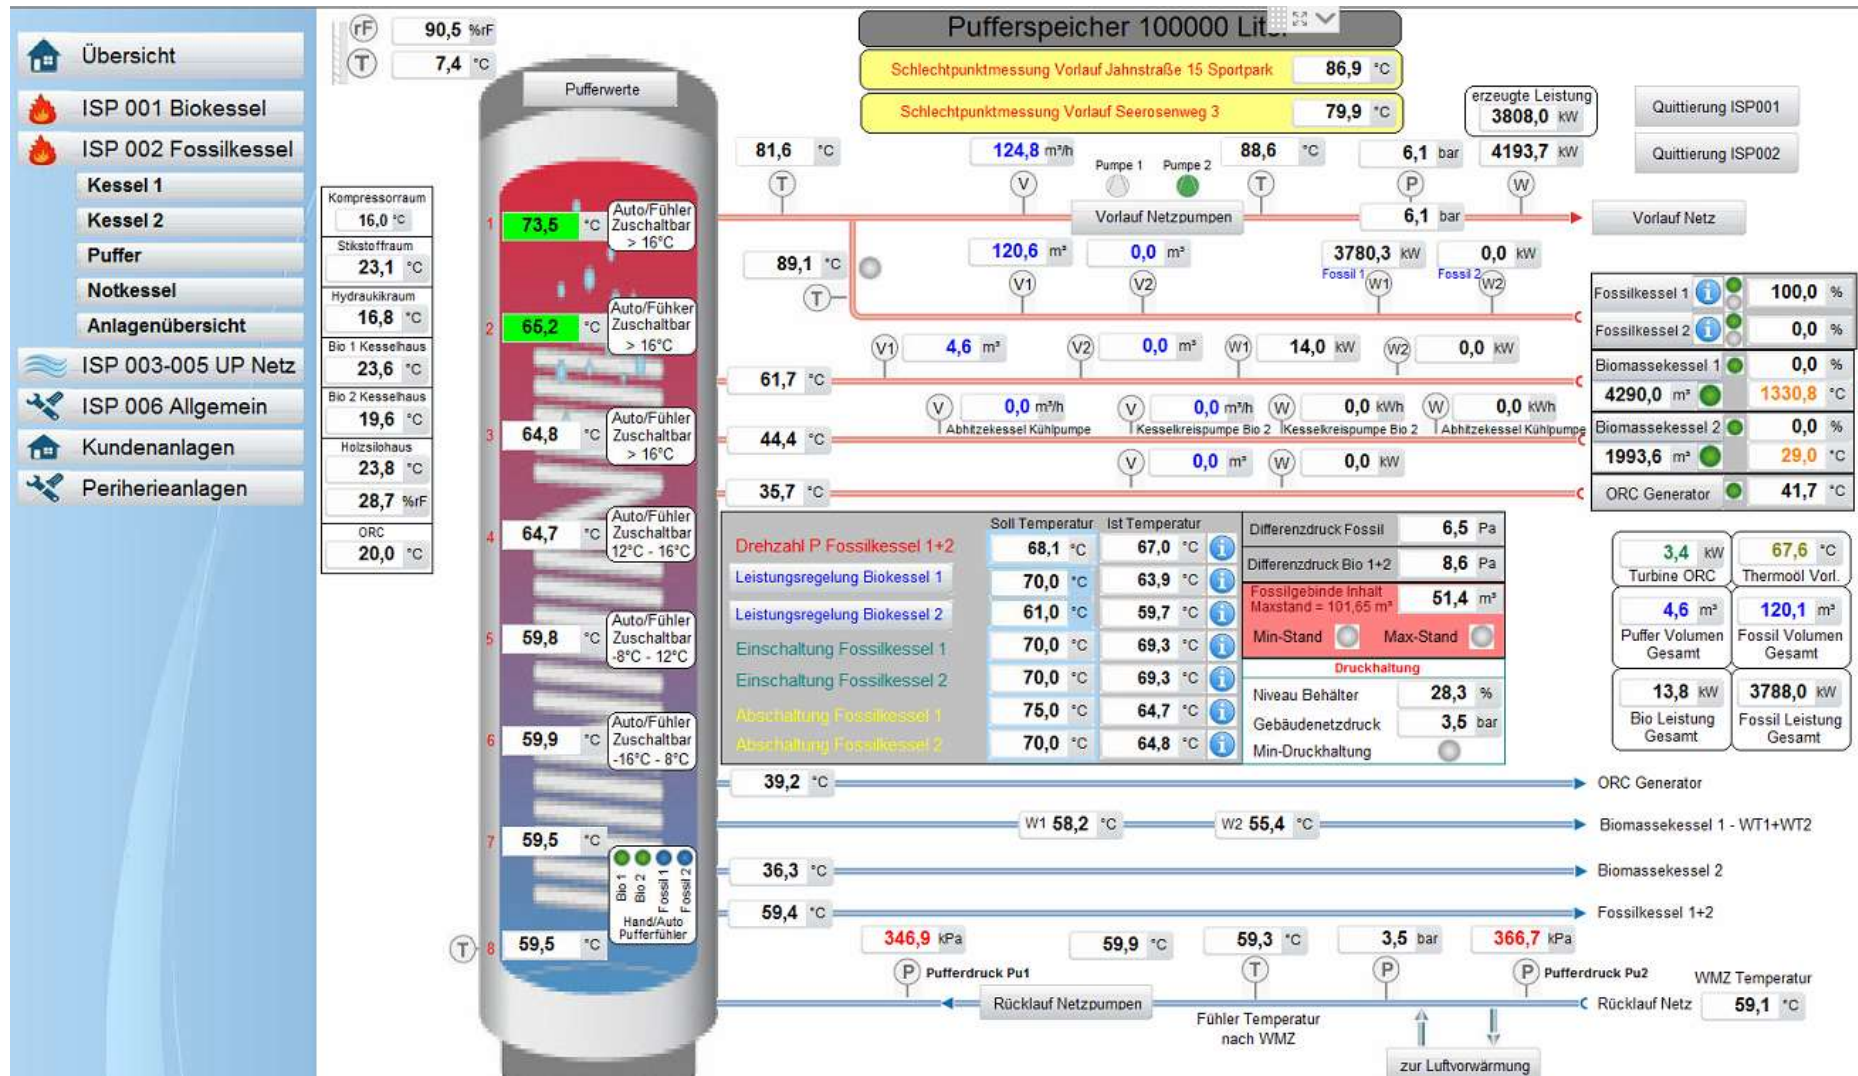 Übersicht
ISP 001 Biokessel
ISP 002 Fossilkessel
Kessel 1
Kessel 2
Puffer
Notkessel
Anlagenübersicht
ISP 003-005 UP Netz
ISP 006 Allgemein
Kundenanlagen
Periherieanlagen
rF 90,5 %rF
T 7,4 °C
Kompressorraum
16,0 °C
Stikstoffraum
23,1 °C
Hydraukikraum
16,8 °C
Bio 1 Kesselhaus
23,6 °C
Bio 2 Kesselhaus
19,6 °C
Holzsilohaus
23,8 °C
28,7 %rF
ORC
20,0 °C
Pufferwerte
1 73,5 °C
Auto/Fühler
Zuschaltbar
> 16°C
2 65,2 °C
Auto/Fühker
Zuschaltbar
> 16°C
3 64,8 °C
Auto/Fühler
Zuschaltbar
> 16°C
4 64,7 °C
Auto/Fühler
Zuschaltbar
12°C - 16°C
5 59,8 °C
Auto/Fühler
Zuschaltbar
-8°C - 12°C
6 59,9 °C
Auto/Fühler
Zuschaltbar
-16°C - 8°C
7 59,5 °C
Bio 1
Bio 2
Fossil 1
Fossil 2
Hand/Auto
Pufferfühler
T 8 59,5 °C
Pufferspeicher 100000 Liter
Schlechtpunktmessung Vorlauf Jahnstraße 15 Sportpark 86,9 °C
Schlechtpunktmessung Vorlauf Seerosenweg 3 79,9 °C
erzeugte Leistung
3808,0 kW
Quittierung ISP001
Quittierung ISP002
81,6 °C 124,8 m³/h Pumpe 1 Pumpe 2 88,6 °C 6,1 bar 4193,7 kW
T V T P W
Vorlauf Netzpumpen 6,1 bar Vorlauf Netz
89,1 °C 120,6 m³ 0,0 m³ 3780,3 kW 0,0 kW
Fossil 1 Fossil 2
T V1 V2 W1 W2
V1 4,6 m³ V2 0,0 m³ W1 14,0 kW W2 0,0 kW
61,7 °C
V 0,0 m³/h V 0,0 m³/h W 0,0 kWh W 0,0 kWh
Abhitzekessel Kühlpumpe Kesselkreispumpe Bio 2 Kesselkreispumpe Bio 2 Abhitzekessel Kühlpumpe
44,4 °C
V 0,0 m³ W 0,0 kW
35,7 °C
Fossilkessel 1 100,0 %
Fossilkessel 2 0,0 %
Biomassekessel 1 0,0 %
4290,0 m³ 1330,8 °C
Biomassekessel 2 0,0 %
1993,6 m³ 29,0 °C
ORC Generator 41,7 °C
Soll Temperatur Ist Temperatur
Drehzahl P Fossilkessel 1+2 68,1 °C 67,0 °C
Leistungsregelung Biokessel 1 70,0 °C 63,9 °C
Leistungsregelung Biokessel 2 61,0 °C 59,7 °C
Einschaltung Fossilkessel 1 70,0 °C 69,3 °C
Einschaltung Fossilkessel 2 70,0 °C 69,3 °C
Abschaltung Fossilkessel 1 75,0 °C 64,7 °C
Abschaltung Fossilkessel 2 70,0 °C 64,8 °C
Differenzdruck Fossil 6,5 Pa
Differenzdruck Bio 1+2 8,6 Pa
Fossilgebinde Inhalt
Maxstand = 101,65 m³ 51,4 m³
Min-Stand Max-Stand
Druckhaltung
Niveau Behälter 28,3 %
Gebäudenetzdruck 3,5 bar
Min-Druckhaltung
3,4 kW
Turbine ORC
67,6 °C
Thermoöl Vorl.
4,6 m³
Puffer Volumen
Gesamt
120,1 m³
Fossil Volumen
Gesamt
13,8 kW
Bio Leistung
Gesamt
3788,0 kW
Fossil Leistung
Gesamt
39,2 °C ORC Generator
W1 58,2 °C W2 55,4 °C Biomassekessel 1 - WT1+WT2
36,3 °C Biomassekessel 2
59,4 °C Fossilkessel 1+2
346,9 kPa 59,9 °C 59,3 °C 3,5 bar 366,7 kPa
P Pufferdruck Pu1 T P P Pufferdruck Pu2
WMZ Temperatur
Rücklauf Netzpumpen Rücklauf Netz 59,1 °C
Fühler Temperatur
nach WMZ
zur Luftvorwärmung